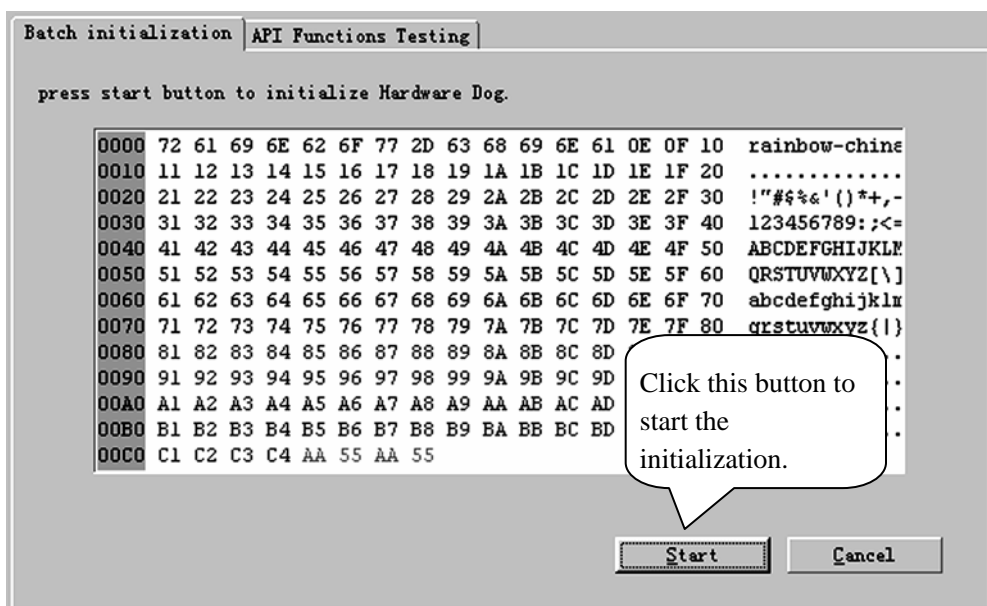 Batch initialization API Functions Testing
press start button to initialize Hardware Dog.
0000 72 61 69 6E 62 6F 77 2D 63 68 69 6E 61 0E 0F 10 rainbow-china
0010 11 12 13 14 15 16 17 18 19 1A 1B 1C 1D 1E 1F 20 .............
0020 21 22 23 24 25 26 27 28 29 2A 2B 2C 2D 2E 2F 30 !"#$%&'()*+,-
0030 31 32 33 34 35 36 37 38 39 3A 3B 3C 3D 3E 3F 40 123456789:;<=
0040 41 42 43 44 45 46 47 48 49 4A 4B 4C 4D 4E 4F 50 ABCDEFGHIJKLM
0050 51 52 53 54 55 56 57 58 59 5A 5B 5C 5D 5E 5F 60 QRSTUVWXYZ[\]
0060 61 62 63 64 65 66 67 68 69 6A 6B 6C 6D 6E 6F 70 abcdefghijklm
0070 71 72 73 74 75 76 77 78 79 7A 7B 7C 7D 7E 7F 80 qrstuvwxyz{|}
0080 81 82 83 84 85 86 87 88 89 8A 8B 8C 8D
0090 91 92 93 94 95 96 97 98 99 9A 9B 9C 9D
00A0 A1 A2 A3 A4 A5 A6 A7 A8 A9 AA AB AC AD
00B0 B1 B2 B3 B4 B5 B6 B7 B8 B9 BA BB BC BD
00C0 C1 C2 C3 C4 AA 55 AA 55
Click this button to
start the
initialization.
Start Cancel